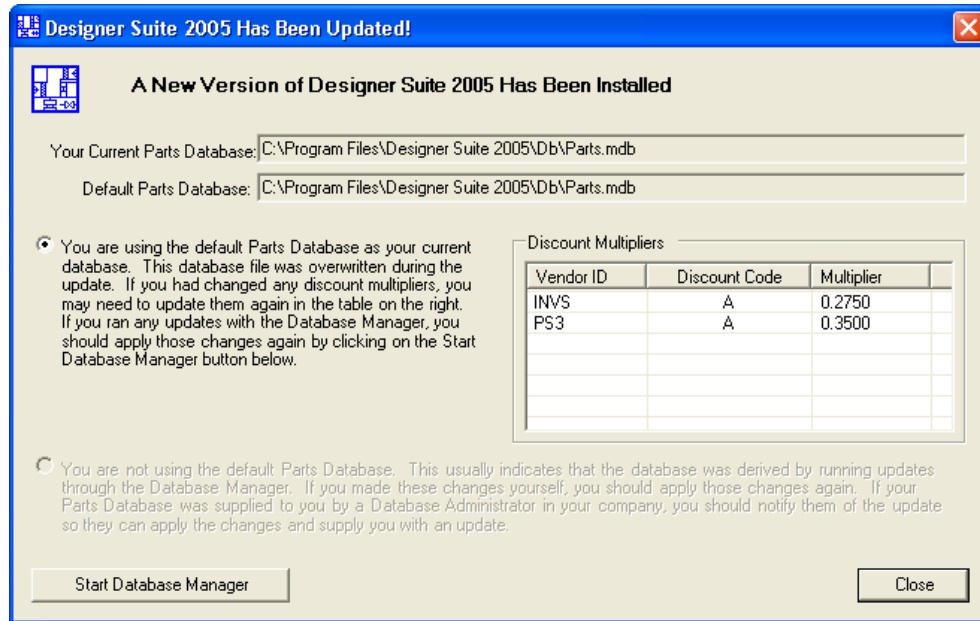 Designer Suite 2005 Has Been Updated!
A New Version of Designer Suite 2005 Has Been Installed
Your Current Parts Database: C:\Program Files\Designer Suite 2005\Db\Parts.mdb
Default Parts Database: C:\Program Files\Designer Suite 2005\Db\Parts.mdb
You are using the default Parts Database as your current
database. This database file was overwritten during the
update. If you had changed any discount multipliers, you
may need to update them again in the table on the right.
If you ran any updates with the Database Manager, you
should apply those changes again by clicking on the Start
Database Manager button below.
Discount Multipliers
Vendor ID Discount Code Multiplier
INVS A 0.2750
PS3 A 0.3500
You are not using the default Parts Database. This usually indicates that the database was derived by running updates
through the Database Manager. If you made these changes yourself, you should apply those changes again. If your
Parts Database was supplied to you by a Database Administrator in your company, you should notify them of the update
so they can apply the changes and supply you with an update.
Start Database Manager Close